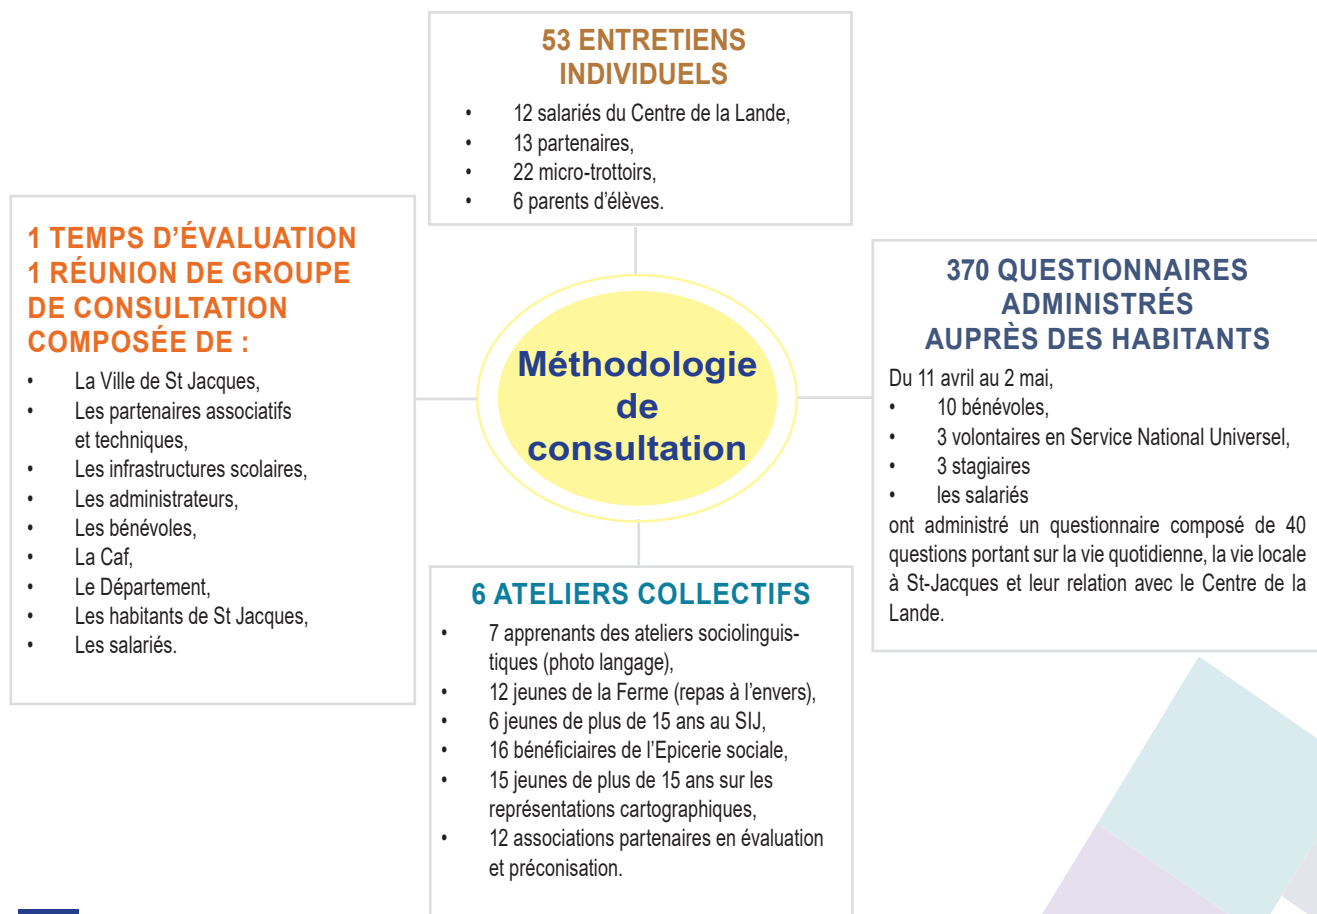 53 ENTRETIENS
INDIVIDUELS
• 12 salariés du Centre de la Lande,
• 13 partenaires,
• 22 micro-trottoirs,
• 6 parents d'élèves.
1 TEMPS D'ÉVALUATION
1 RÉUNION DE GROUPE
DE CONSULTATION
COMPOSÉE DE :
• La Ville de St Jacques,
• Les partenaires associatifs
et techniques,
• Les infrastructures scolaires,
• Les administrateurs,
• Les bénévoles,
• La Caf,
• Le Département,
• Les habitants de St Jacques,
• Les salariés.
Méthodologie
de
consultation
370 QUESTIONNAIRES
ADMINISTRÉS
AUPRÈS DES HABITANTS
Du 11 avril au 2 mai,
• 10 bénévoles,
• 3 volontaires en Service National Universel,
• 3 stagiaires
• les salariés
ont administré un questionnaire composé de 40
questions portant sur la vie quotidienne, la vie locale
à St-Jacques et leur relation avec le Centre de la
Lande.
6 ATELIERS COLLECTIFS
• 7 apprenants des ateliers sociolinguis-
tiques (photo langage),
• 12 jeunes de la Ferme (repas à l'envers),
• 6 jeunes de plus de 15 ans au SIJ,
• 16 bénéficiaires de l'Epicerie sociale,
• 15 jeunes de plus de 15 ans sur les
représentations cartographiques,
• 12 associations partenaires en évaluation
et préconisation.